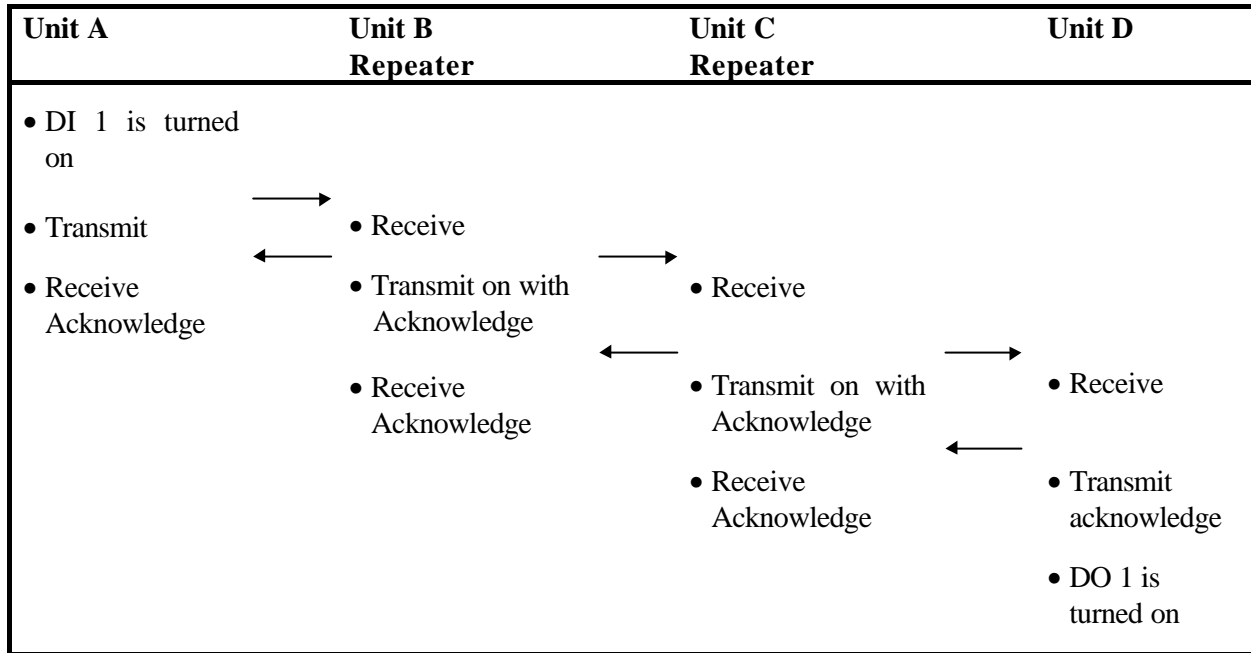 Unit A Unit B Unit C Unit D
Repeater Repeater
• DI 1 is turned
on
• Transmit • Receive
• Receive • Transmit on with • Receive
Acknowledge Acknowledge
• Receive • Transmit on with • Receive
Acknowledge Acknowledge
• Receive • Transmit
Acknowledge acknowledge
• DO 1 is
turned on